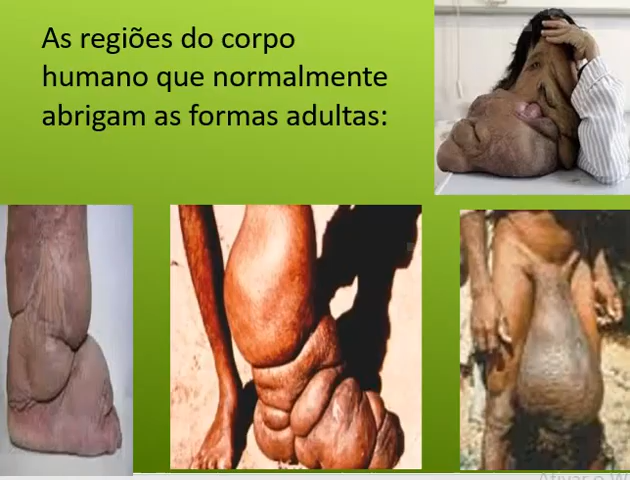 As regiões do corpo
humano que normalmente
abrigam as formas adultas: